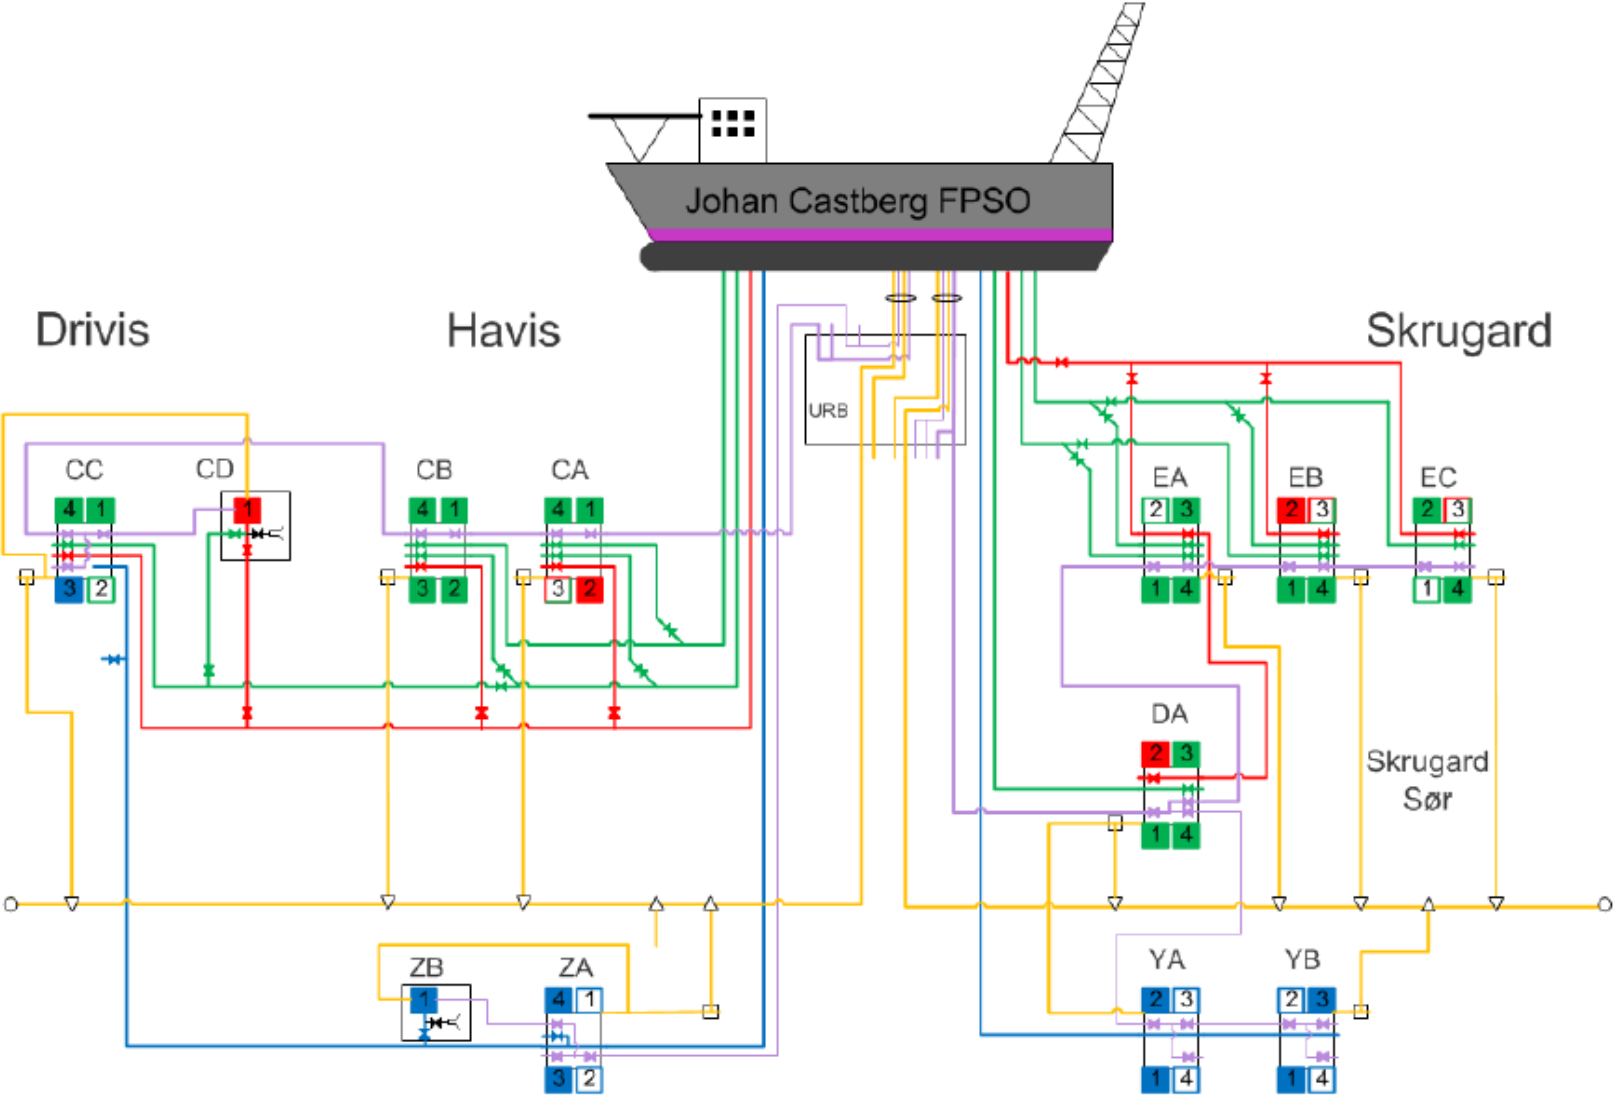 Johan Castberg FPSO
Drivis
Havis
Skrugard
URB
CC
CD
CB
CA
EA
EB
EC
4 1
1
4 1
4 1
2 3
2 3
2 3
3 2
3 2
3 2
1 4
1 4
1 4
DA
2 3
Skrugard
Sør
1 4
ZB
ZA
YA
YB
1
4 1
2 3
2 3
3 2
1 4
1 4